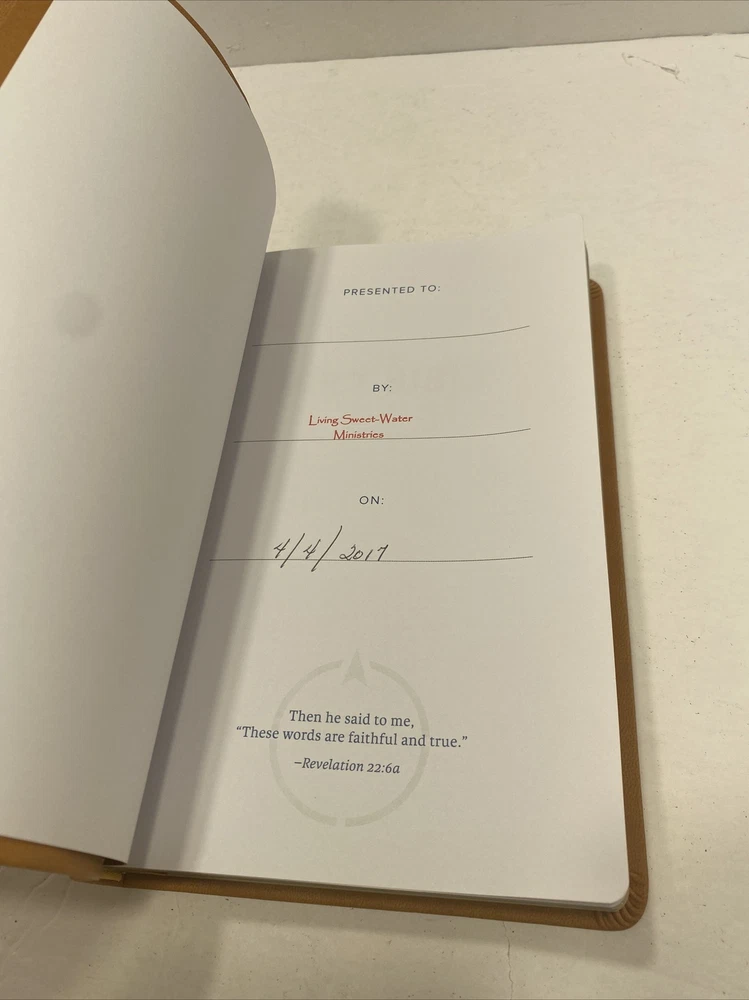 PRESENTED TO:
BY:
Living Sweet-Water
Ministries
ON:
4/4/2017
Then he said to me,
“These words are faithful and true.”
–Revelation 22:6a